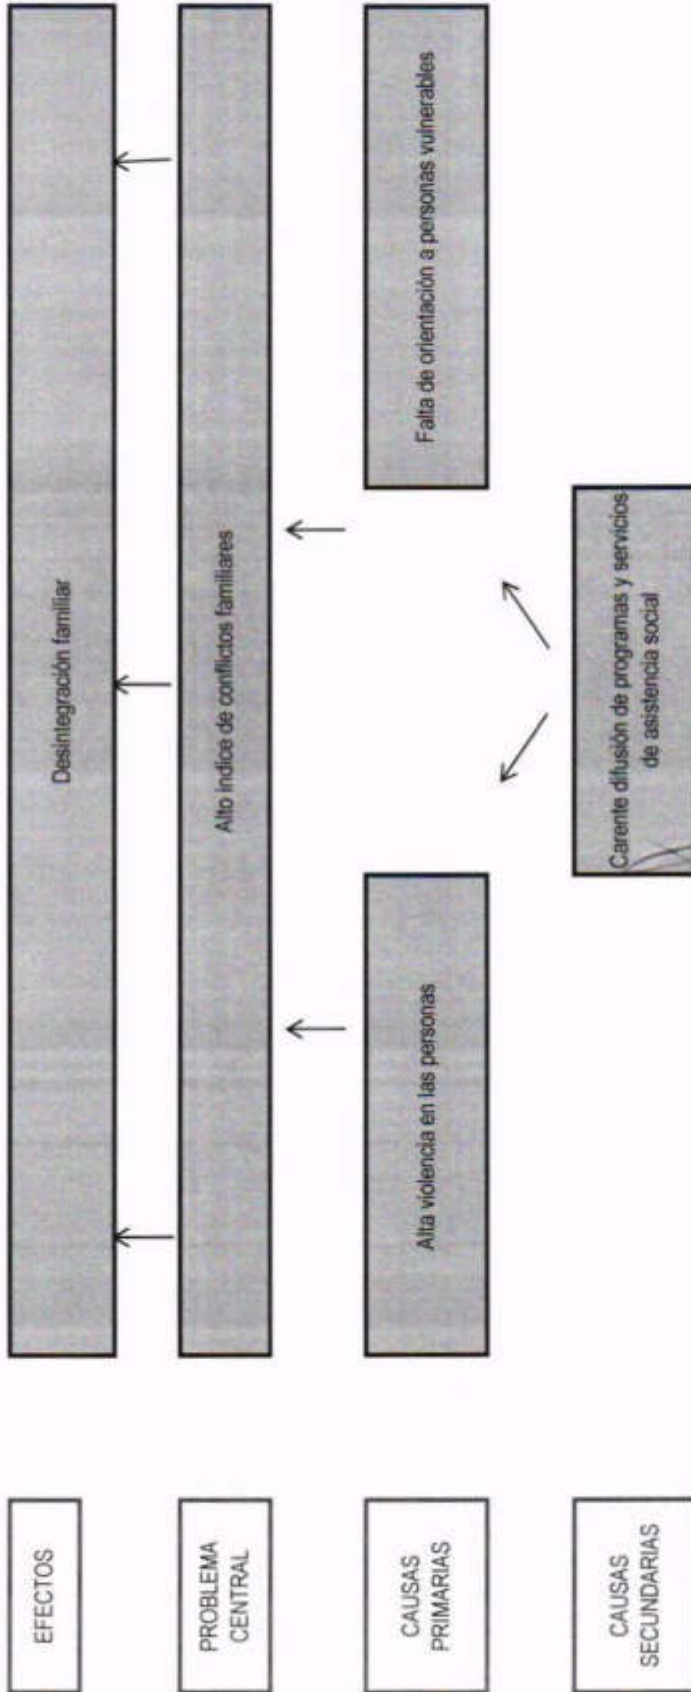 EFECTOS
Desintegración familiar
PROBLEMA
CENTRAL
Alto indice de conflictos familiares
CAUSAS
PRIMARIAS
Alta violencia en las personas
Falta de orientación a personas vulnerables
CAUSAS
SECUNDARIAS
Carente difusión de programas y servicios
de asistencia social